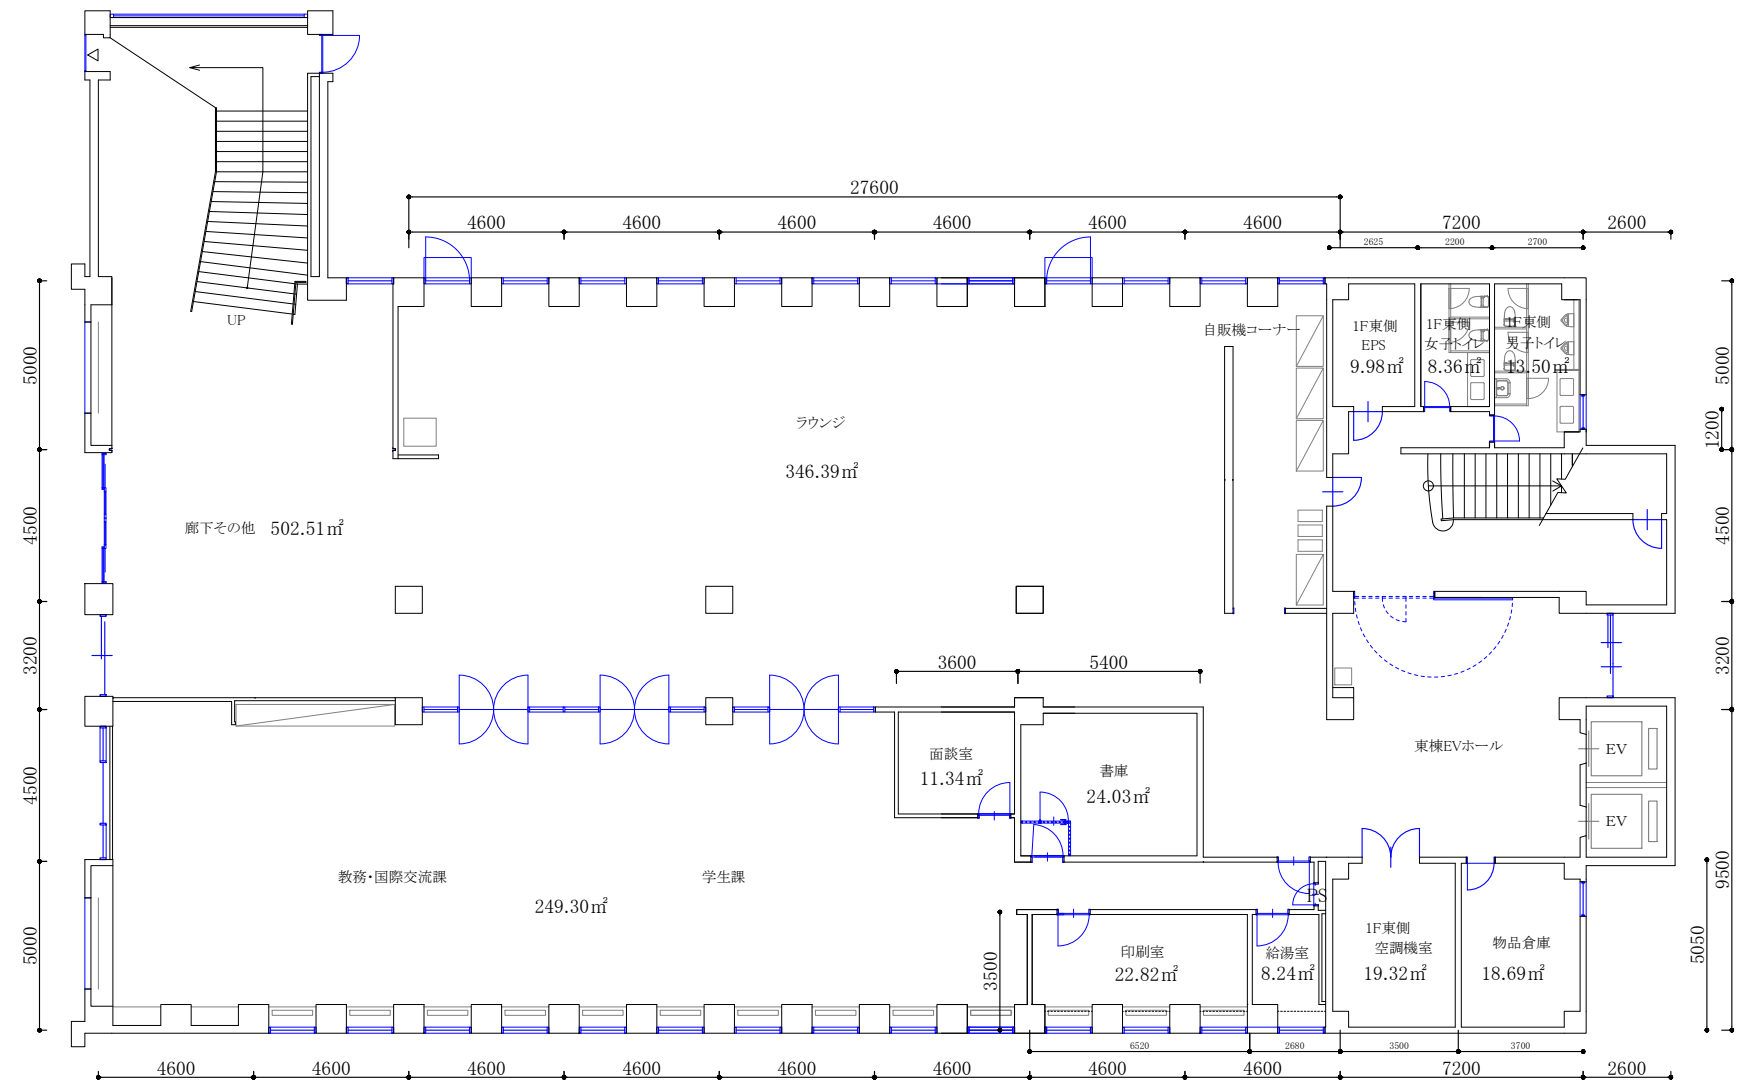 27600
4600 4600 4600 4600 4600 4600 7200 2600
2625 2200 2700
UP
自販機コーナー
1F東側
EPS
9.98㎡
1F東側
女子トイレ
8.36㎡
1F東側
男子トイレ
13.50㎡
5000
5000
1200
ラウンジ
346.39㎡
廊下その他 502.51㎡
4500
4500
3200
3200
3600 5400
面談室
11.34㎡
書庫
24.03㎡
東棟EVホール
EV
EV
4500
9500
教務・国際交流課
学生課
249.30㎡
PS
印刷室
22.82㎡
給湯室
8.24㎡
1F東側
空調機室
19.32㎡
物品倉庫
18.69㎡
5000
3500
5050
6520 2680 3500 3700
4600 4600 4600 4600 4600 4600 4600 4600 7200 2600